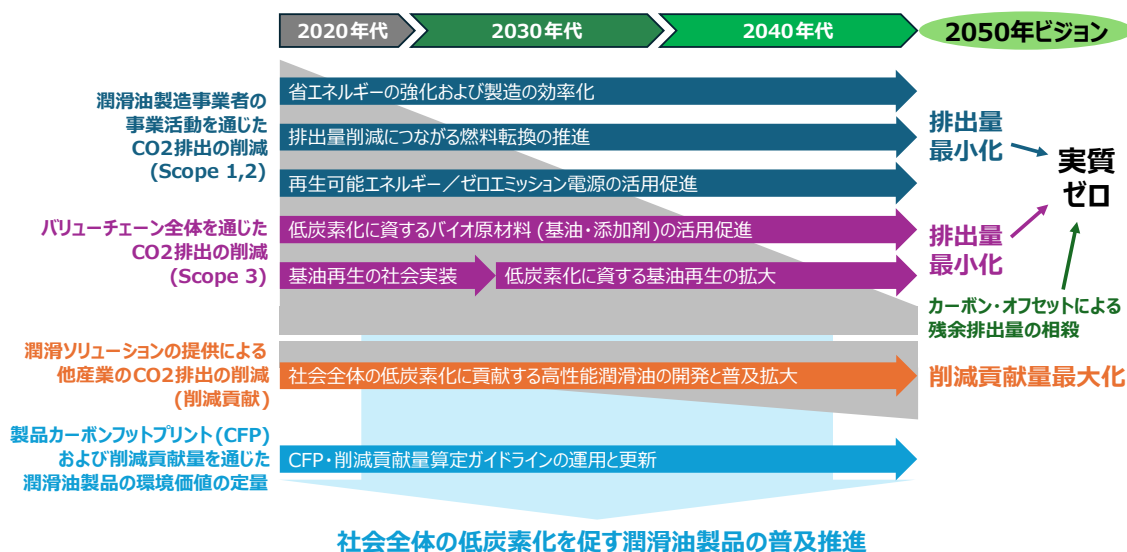 2020年代
2030年代
2040年代
2050年ビジョン
潤滑油製造事業者の
事業活動を通じた
CO2排出の削減
(Scope 1,2)
省エネルギーの強化および製造の効率化
排出量削減につながる燃料転換の推進
再生可能エネルギー／ゼロエミッション電源の活用促進
排出量
最小化
実質
ゼロ
バリューチェーン全体を通じた
CO2排出の削減
(Scope 3)
低炭素化に資するバイオ原材料 (基油・添加剤)の活用促進
基油再生の社会実装
低炭素化に資する基油再生の拡大
排出量
最小化
カーボン・オフセットによる
残余排出量の相殺
潤滑ソリューションの提供による
他産業のCO2排出の削減
(削減貢献)
社会全体の低炭素化に貢献する高性能潤滑油の開発と普及拡大
削減貢献量最大化
製品カーボンフットプリント(CFP)
および削減貢献量を通じた
潤滑油製品の環境価値の定量
CFP・削減貢献量算定ガイドラインの運用と更新
社会全体の低炭素化を促す潤滑油製品の普及推進